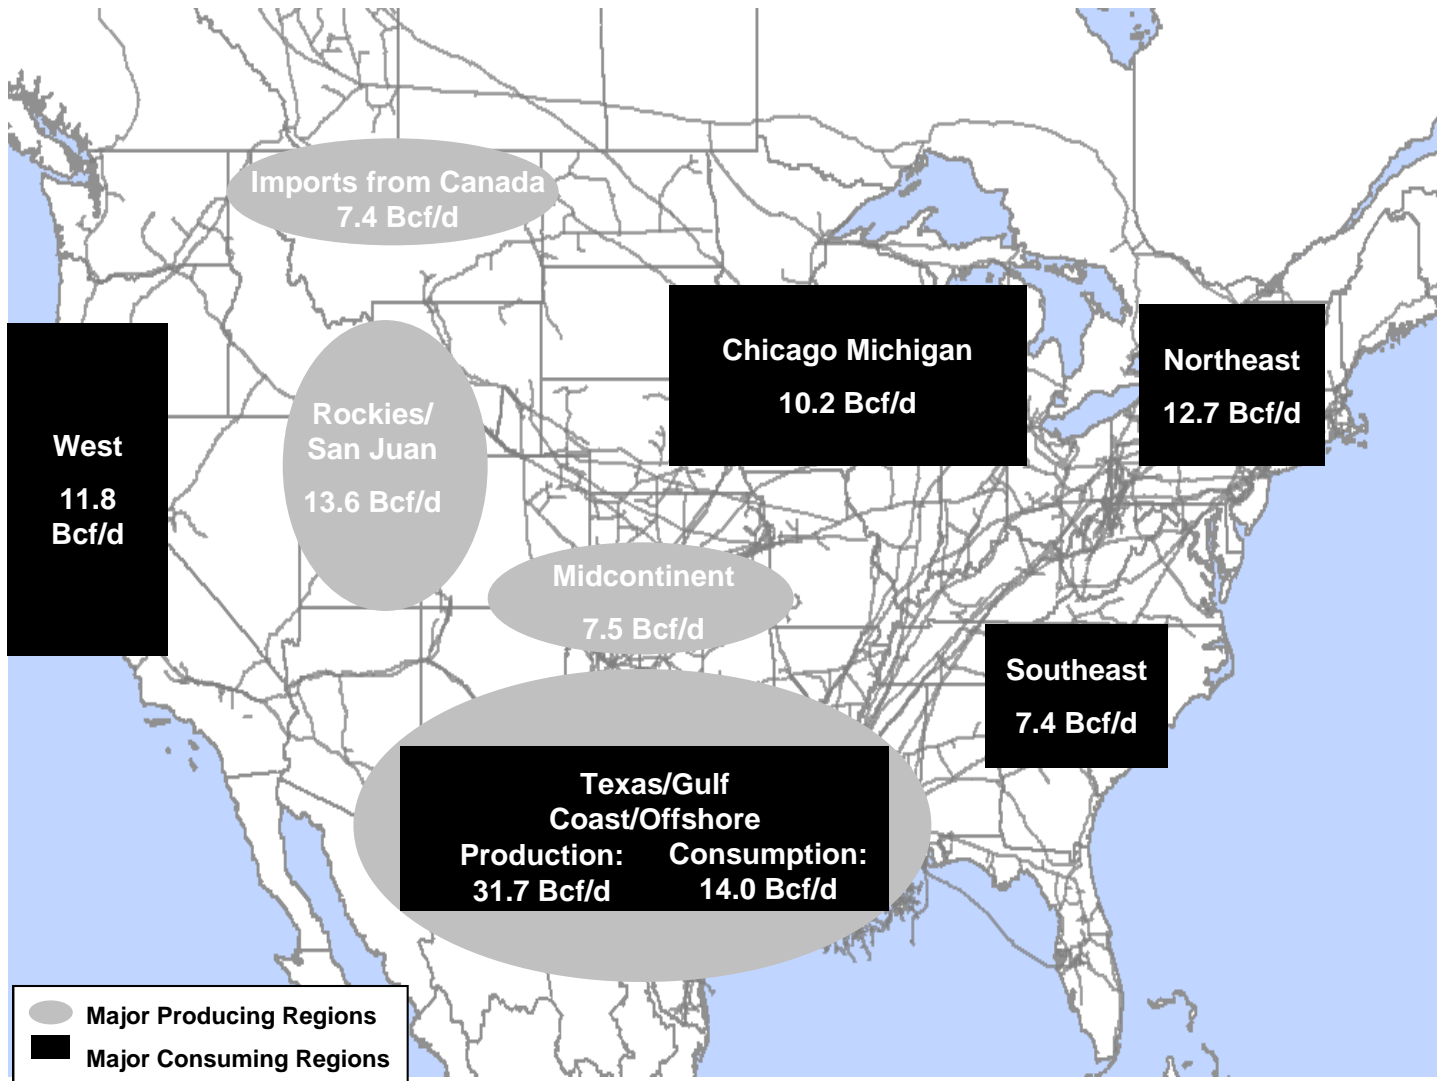 Imports from Canada
7.4 Bcf/d
Chicago Michigan
10.2 Bcf/d
Northeast
12.7 Bcf/d
West
11.8
Bcf/d
Rockies/
San Juan
13.6 Bcf/d
Midcontinent
7.5 Bcf/d
Southeast
7.4 Bcf/d
Texas/Gulf
Coast/Offshore
Production: Consumption:
31.7 Bcf/d 14.0 Bcf/d
Major Producing Regions
Major Consuming Regions